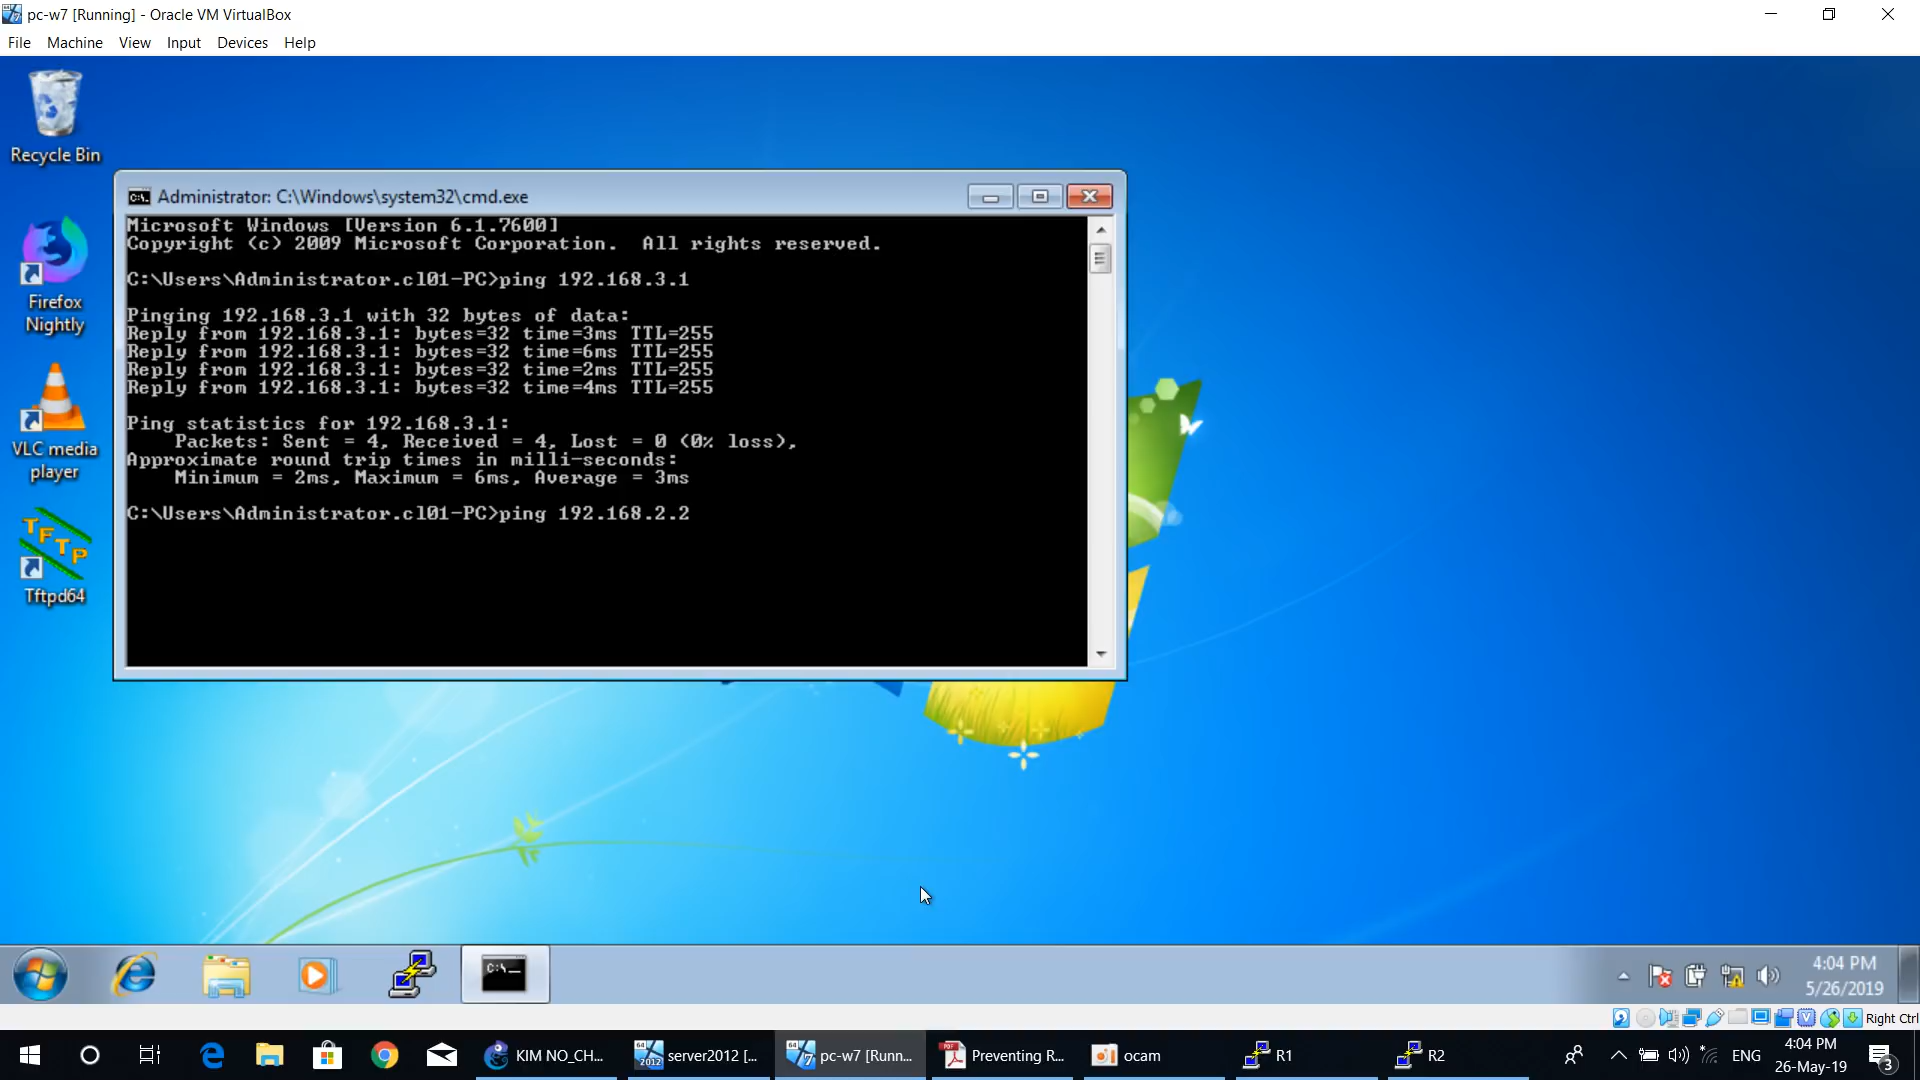 pc-w7 [Running] - Oracle VM VirtualBox
File Machine View Input Devices Help
Recycle Bin
Firefox
Nightly
VLC media
player
TFTP
Tftpd64
Administrator: C:\Windows\system32\cmd.exe
Microsoft Windows [Version 6.1.7600]
Copyright (c) 2009 Microsoft Corporation.  All rights reserved.
C:\Users\Administrator.cl01-PC>ping 192.168.3.1
Pinging 192.168.3.1 with 32 bytes of data:
Reply from 192.168.3.1: bytes=32 time=3ms TTL=255
Reply from 192.168.3.1: bytes=32 time=6ms TTL=255
Reply from 192.168.3.1: bytes=32 time=2ms TTL=255
Reply from 192.168.3.1: bytes=32 time=4ms TTL=255
Ping statistics for 192.168.3.1:
    Packets: Sent = 4, Received = 4, Lost = 0 (0% loss),
Approximate round trip times in milli-seconds:
    Minimum = 2ms, Maximum = 6ms, Average = 3ms
C:\Users\Administrator.cl01-PC>ping 192.168.2.2
C:\
4:04 PM
5/26/2019
Right Ctrl
KIM NO_CH...
server2012 [...
pc-w7 [Runn...
Preventing R...
ocam
R1
R2
ENG
4:04 PM
26-May-19
3